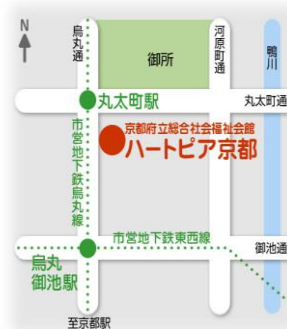 N
烏丸通
河原町通
鴨川
御所
丸太町駅
丸太町通
京都府立総合社会福祉会館
ハートピア京都
市営地下鉄烏丸線
市営地下鉄東西線
御池通
烏丸
御池駅
至京都駅